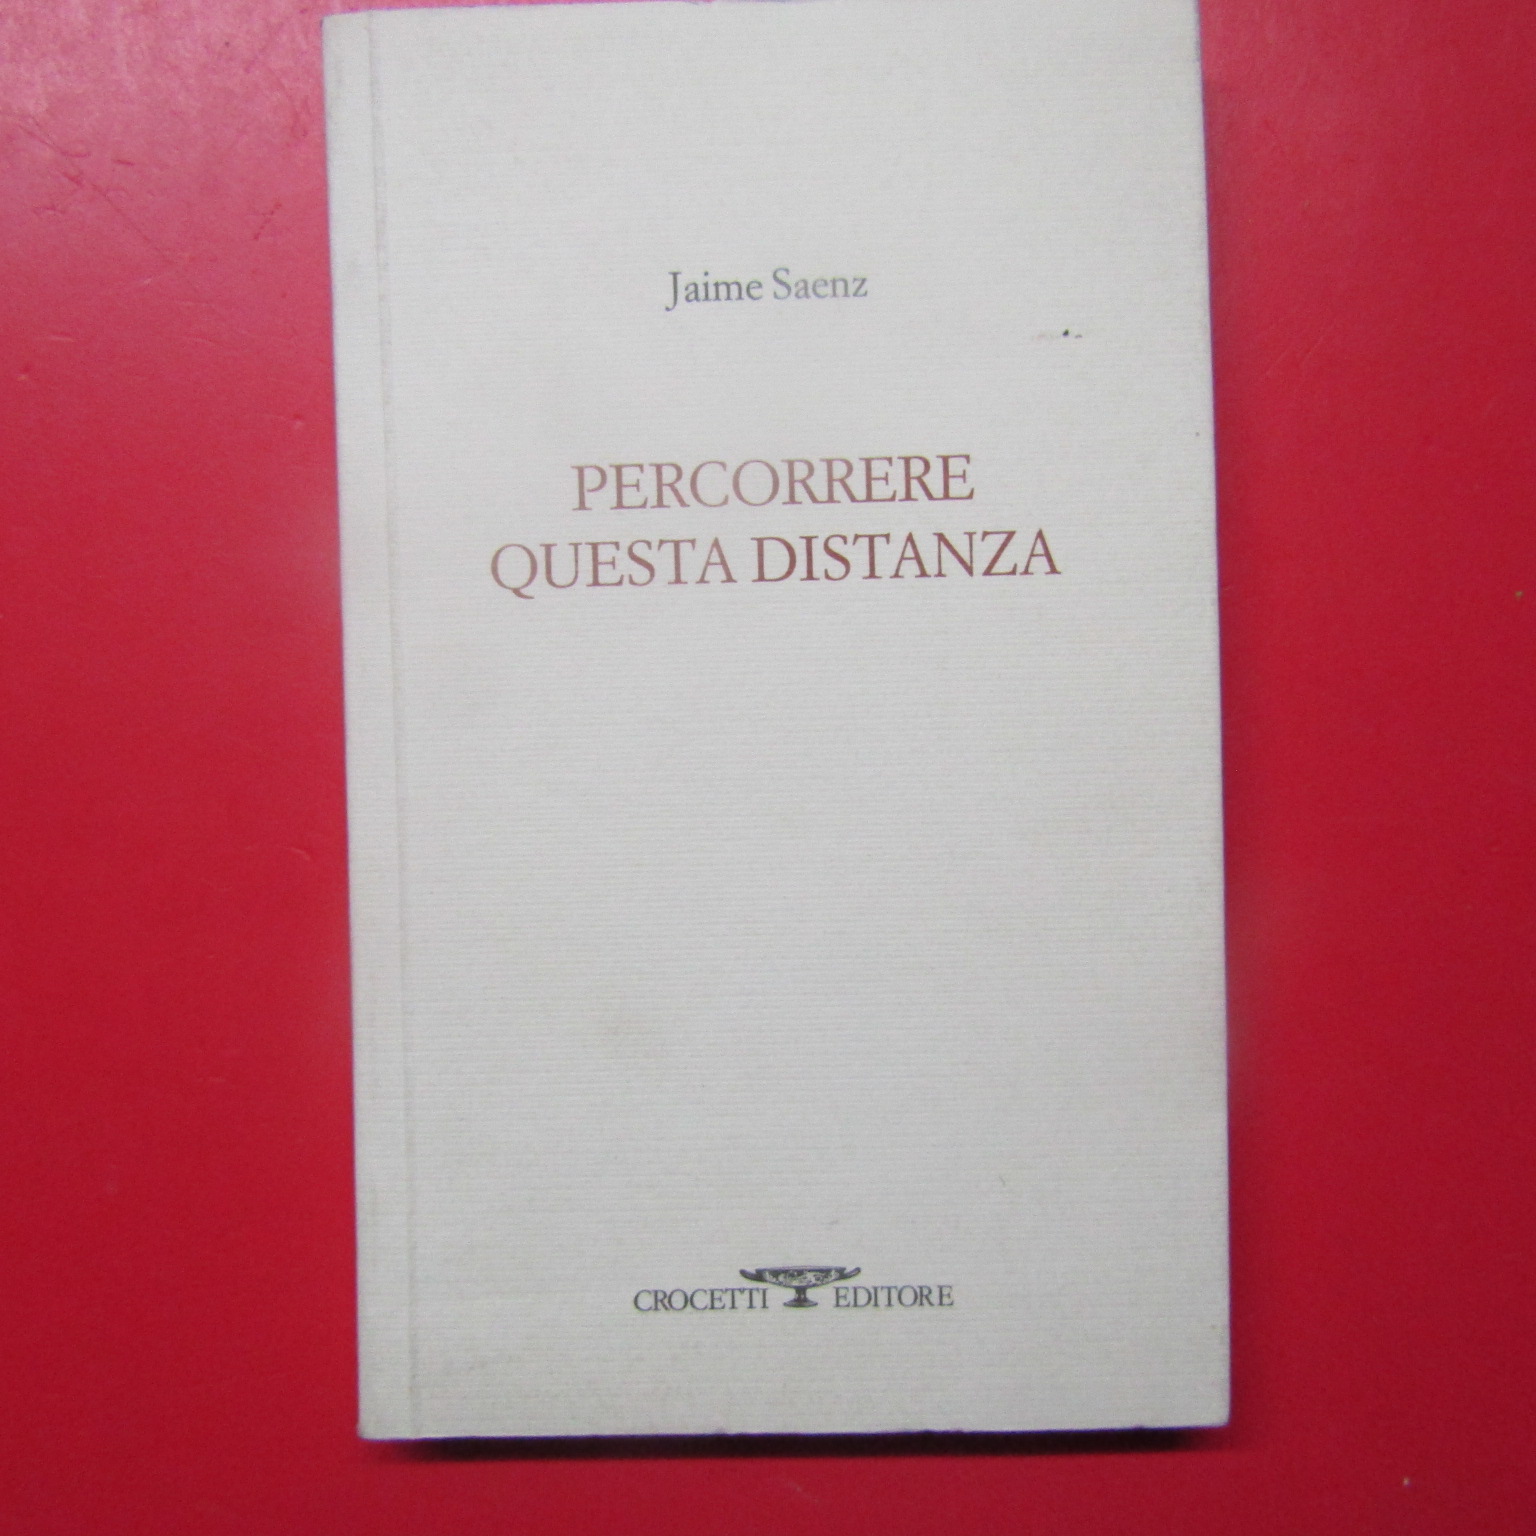 Jaime Saenz
PERCORRERE
QUESTA DISTANZA
CROCETTI EDITORE